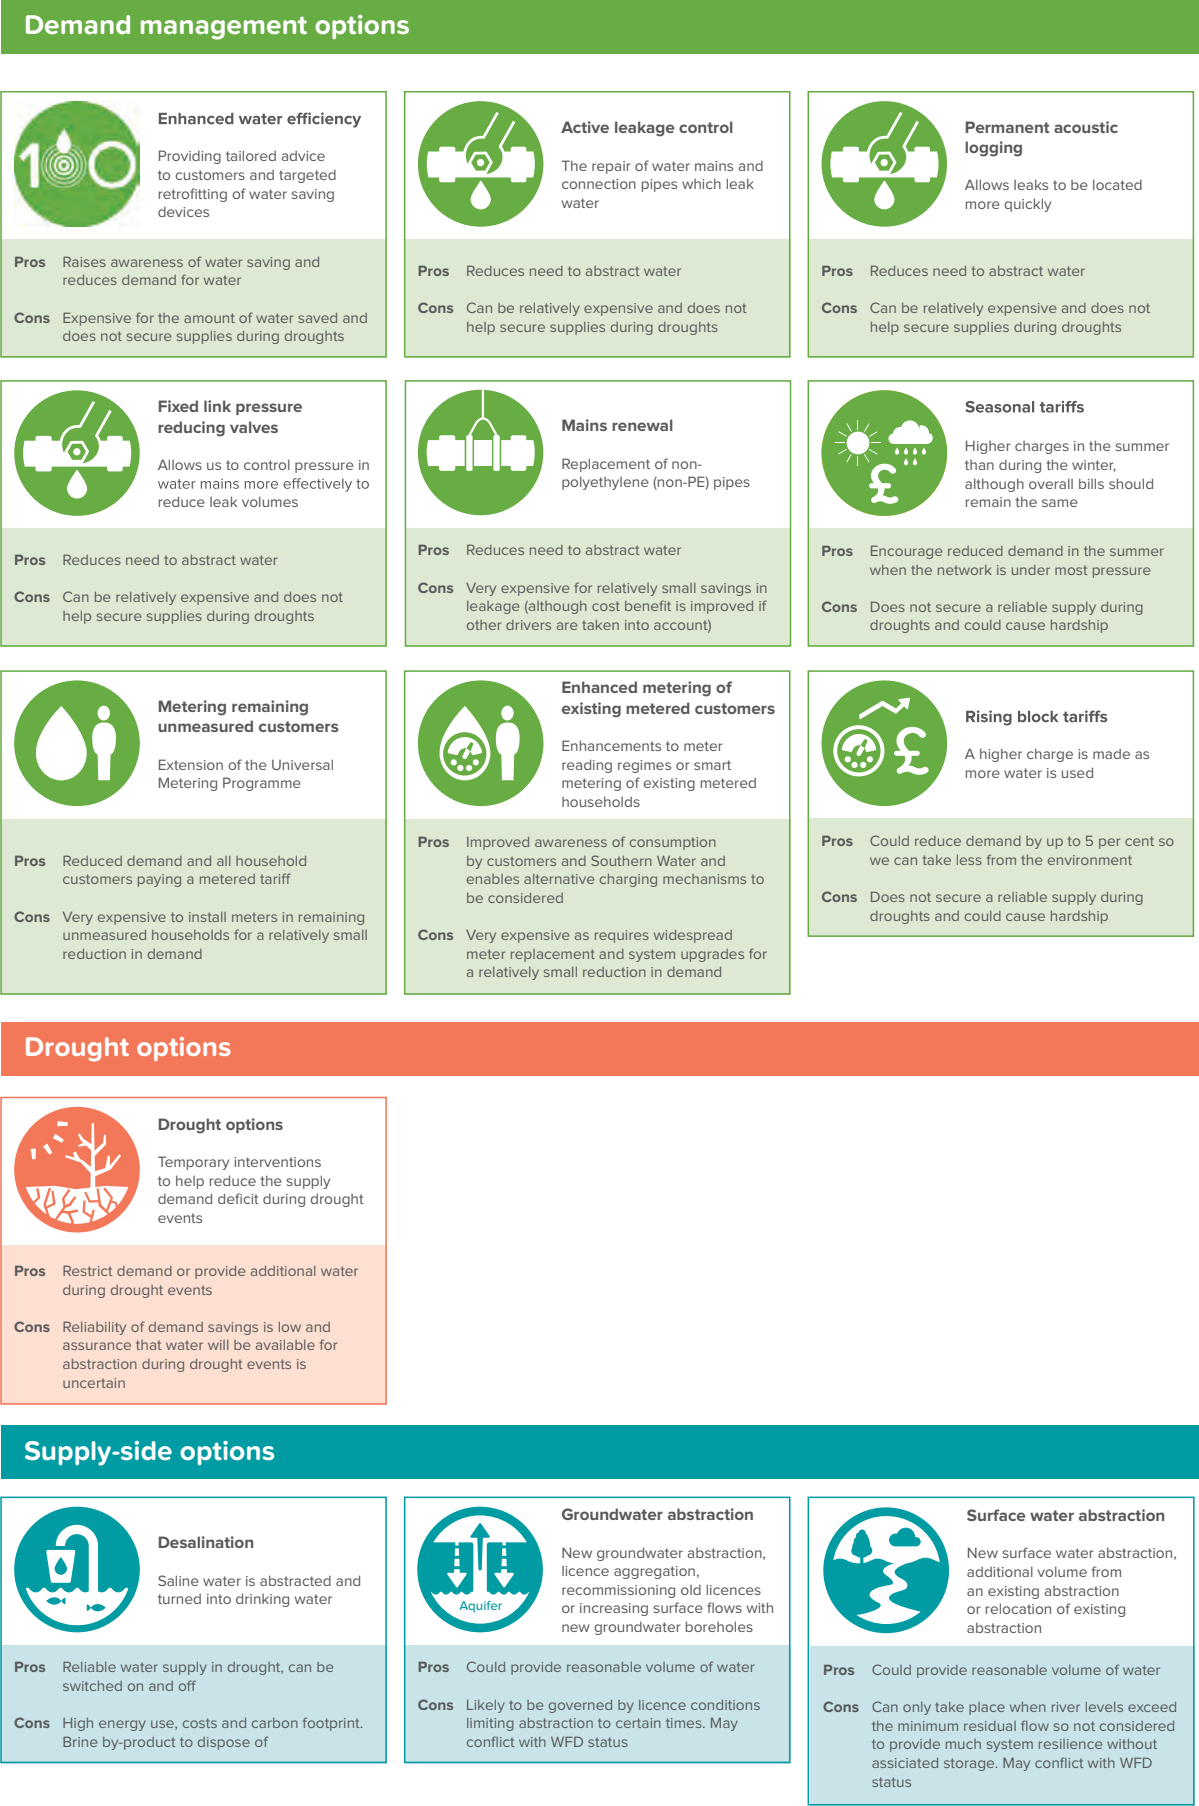 Demand management options
100
Enhanced water efficiency
Providing tailored advice
to customers and targeted
retrofitting of water saving
devices
Pros Raises awareness of water saving and
reduces demand for water
Cons Expensive for the amount of water saved and
does not secure supplies during droughts
Active leakage control
The repair of water mains and
connection pipes which leak
water
Pros Reduces need to abstract water
Cons Can be relatively expensive and does not
help secure supplies during droughts
Permanent acoustic
logging
Allows leaks to be located
more quickly
Pros Reduces need to abstract water
Cons Can be relatively expensive and does not
help secure supplies during droughts
Fixed link pressure
reducing valves
Allows us to control pressure in
water mains more effectively to
reduce leak volumes
Pros Reduces need to abstract water
Cons Can be relatively expensive and does not
help secure supplies during droughts
Mains renewal
Replacement of non-
polyethylene (non-PE) pipes
Pros Reduces need to abstract water
Cons Very expensive for relatively small savings in
leakage (although cost benefit is improved if
other drivers are taken into account)
£
Seasonal tariffs
Higher charges in the summer
than during the winter,
although overall bills should
remain the same
Pros Encourage reduced demand in the summer
when the network is under most pressure
Cons Does not secure a reliable supply during
droughts and could cause hardship
Metering remaining
unmeasured customers
Extension of the Universal
Metering Programme
Pros Reduced demand and all household
customers paying a metered tariff
Cons Very expensive to install meters in remaining
unmeasured households for a relatively small
reduction in demand
Enhanced metering of
existing metered customers
Enhancements to meter
reading regimes or smart
metering of existing metered
households
Pros Improved awareness of consumption
by customers and Southern Water and
enables alternative charging mechanisms to
be considered
Cons Very expensive as requires widespread
meter replacement and system upgrades for
a relatively small reduction in demand
£
Rising block tariffs
A higher charge is made as
more water is used
Pros Could reduce demand by up to 5 per cent so
we can take less from the environment
Cons Does not secure a reliable supply during
droughts and could cause hardship
Drought options
Drought options
Temporary interventions
to help reduce the supply
demand deficit during drought
events
Pros Restrict demand or provide additional water
during drought events
Cons Reliability of demand savings is low and
assurance that water will be available for
abstraction during drought events is
uncertain
Supply-side options
Desalination
Saline water is abstracted and
turned into drinking water
Pros Reliable water supply in drought, can be
switched on and off
Cons High energy use, costs and carbon footprint.
Brine by-product to dispose of
Aquifer
Groundwater abstraction
New groundwater abstraction,
licence aggregation,
recommissioning old licences
or increasing surface flows with
new groundwater boreholes
Pros Could provide reasonable volume of water
Cons Likely to be governed by licence conditions
limiting abstraction to certain times. May
conflict with WFD status
Surface water abstraction
New surface water abstraction,
additional volume from
an existing abstraction
or relocation of existing
abstraction
Pros Could provide reasonable volume of water
Cons Can only take place when river levels exceed
the minimum residual flow so not considered
to provide much system resilience without
assiciated storage. May conflict with WFD
status